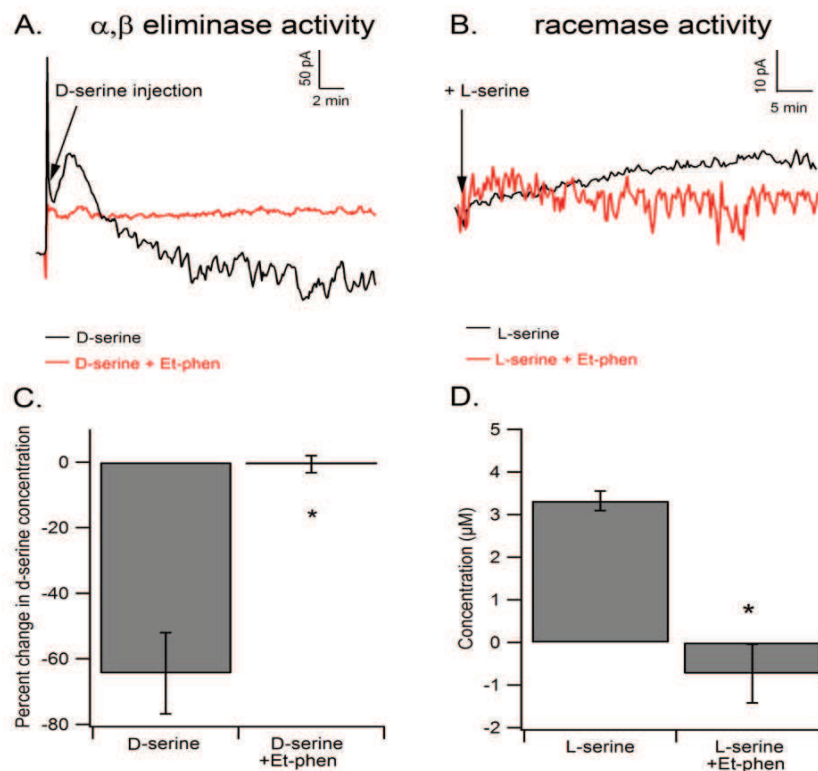 A. α,β eliminase activity
50 pA
2 min
D-serine injection
D-serine
D-serine + Et-phen
B. racemase activity
10 pA
5 min
+ L-serine
L-serine
L-serine + Et-phen
C.
Percent change in d-serine concentration
0
-20
-40
-60
-80
*
D-serine
D-serine
+Et-phen
D.
Concentration (µM)
5
4
3
2
1
0
-1
-2
*
L-serine
L-serine
+Et-phen